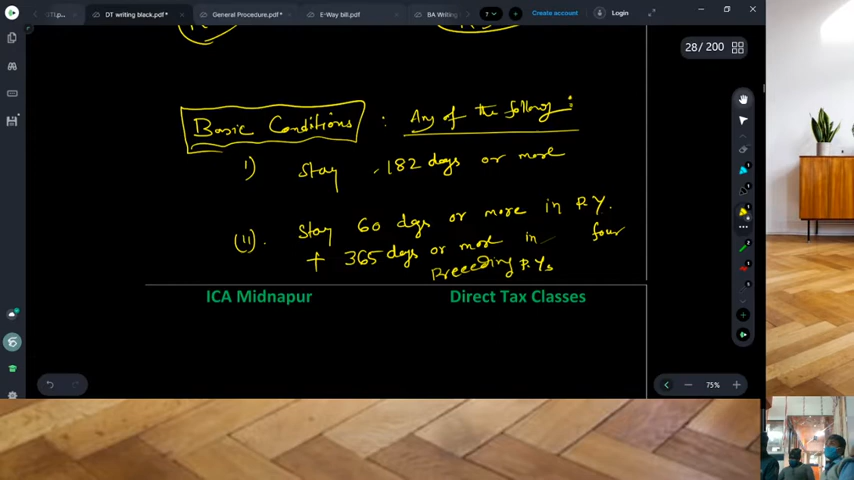 DT writing black.pdf*
General Procedure.pdf*
E-Way bill.pdf
BA Writing
7
Create account
Login
28 / 200
Basic Conditions : Any of the following:
i) Stay 182 days or more
(ii). Stay 60 days or more in P.Y.
+ 365 days or more in four
Preceeding P.Ys
ICA Midnapur Direct Tax Classes
75%